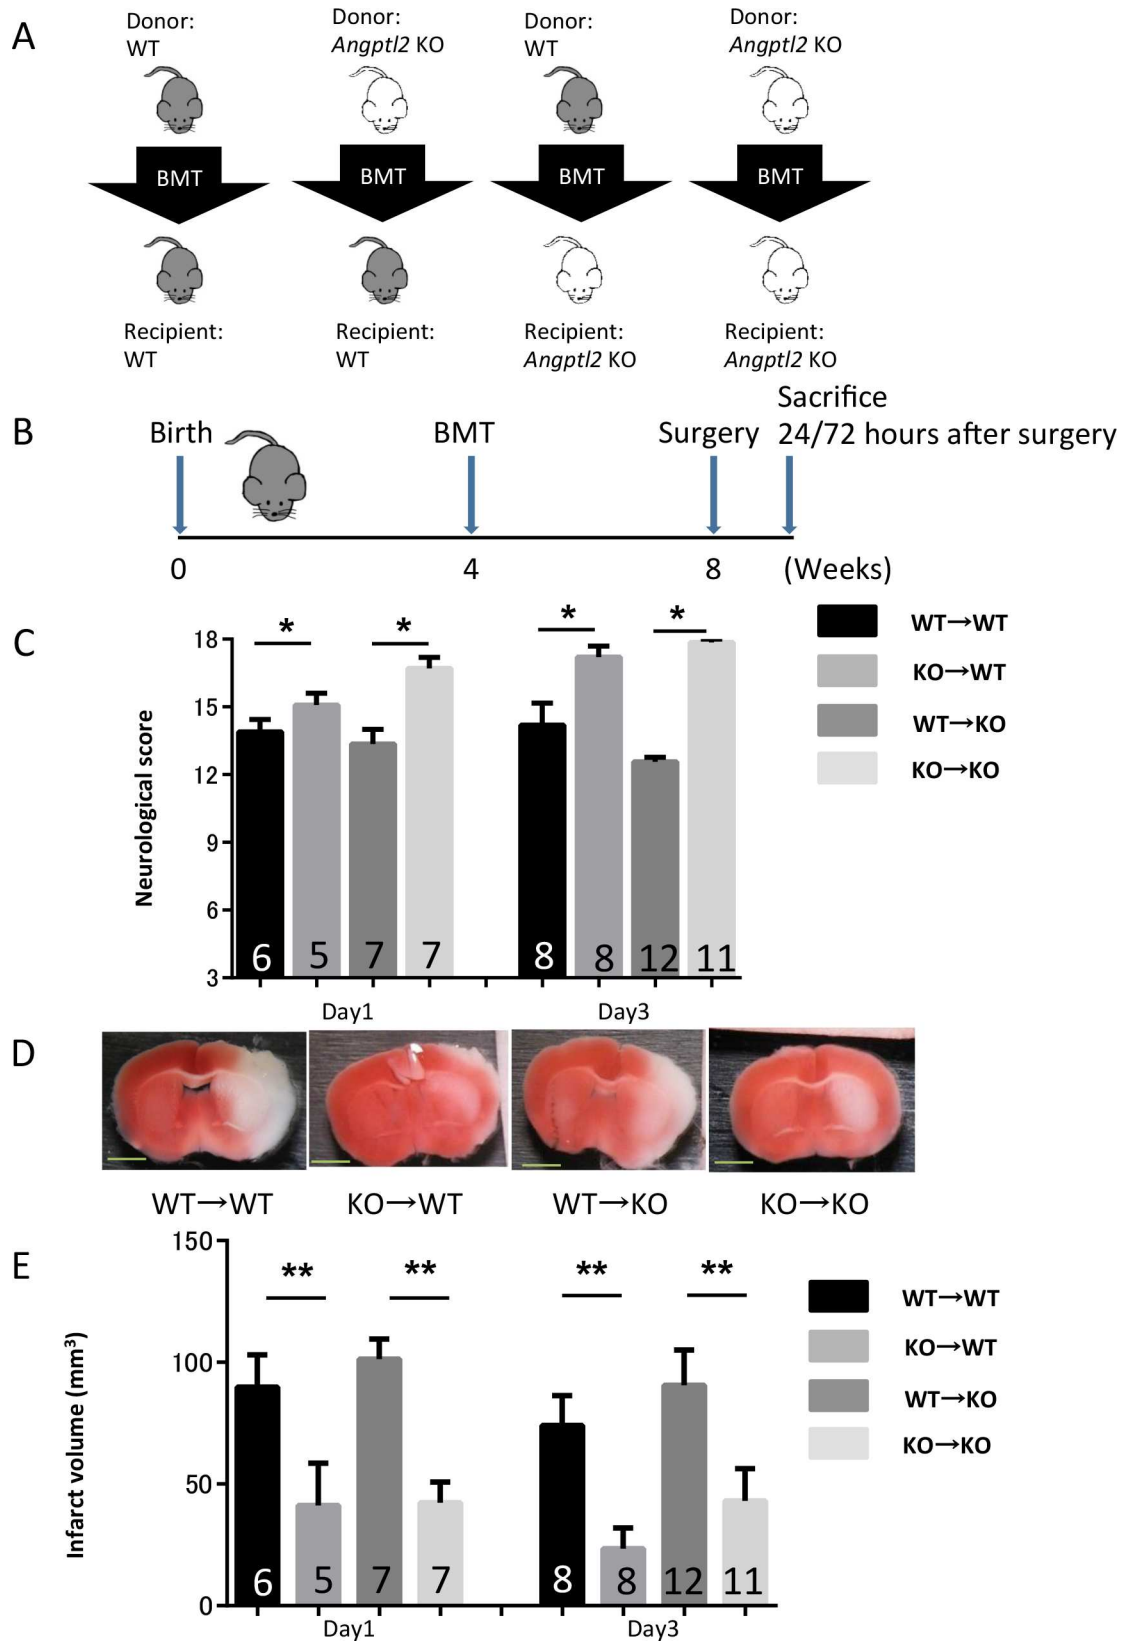 A
Donor:
WT
Donor:
Angptl2 KO
Donor:
WT
Donor:
Angptl2 KO
BMT
BMT
BMT
BMT
Recipient:
WT
Recipient:
WT
Recipient:
Angptl2 KO
Recipient:
Angptl2 KO
B
Birth
BMT
Surgery
Sacrifice
24/72 hours after surgery
0
4
8
(Weeks)
C
Neurological score
18
15
12
9
6
3
*
*
*
*
6
5
7
7
8
8
12
11
Day1
Day3
WT→WT
KO→WT
WT→KO
KO→KO
D
WT→WT
KO→WT
WT→KO
KO→KO
E
Infarct volume (mm³)
150
100
50
0
**
**
**
**
6
5
7
7
8
8
12
11
Day1
Day3
WT→WT
KO→WT
WT→KO
KO→KO